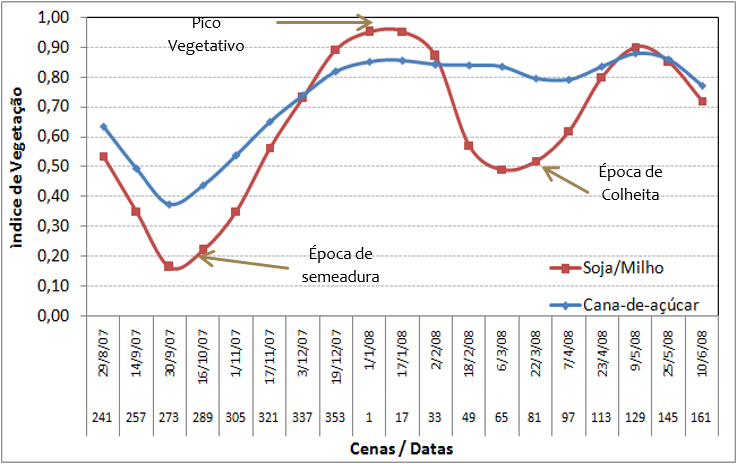 Pico
Vegetativo
1,00
0,90
0,80
0,70
0,60
0,50
0,40
0,30
0,20
0,10
0,00
Índice de Vegetação
Época de
semeadura
Época de
Colheita
Soja/Milho
Cana-de-açúcar
29/8/07 14/9/07 30/9/07 16/10/07 1/11/07 17/11/07 3/12/07 19/12/07 1/1/08 17/1/08 2/2/08 18/2/08 6/3/08 22/3/08 7/4/08 23/4/08 9/5/08 25/5/08 10/6/08
241 257 273 289 305 321 337 353 1 17 33 49 65 81 97 113 129 145 161
Cenas / Datas